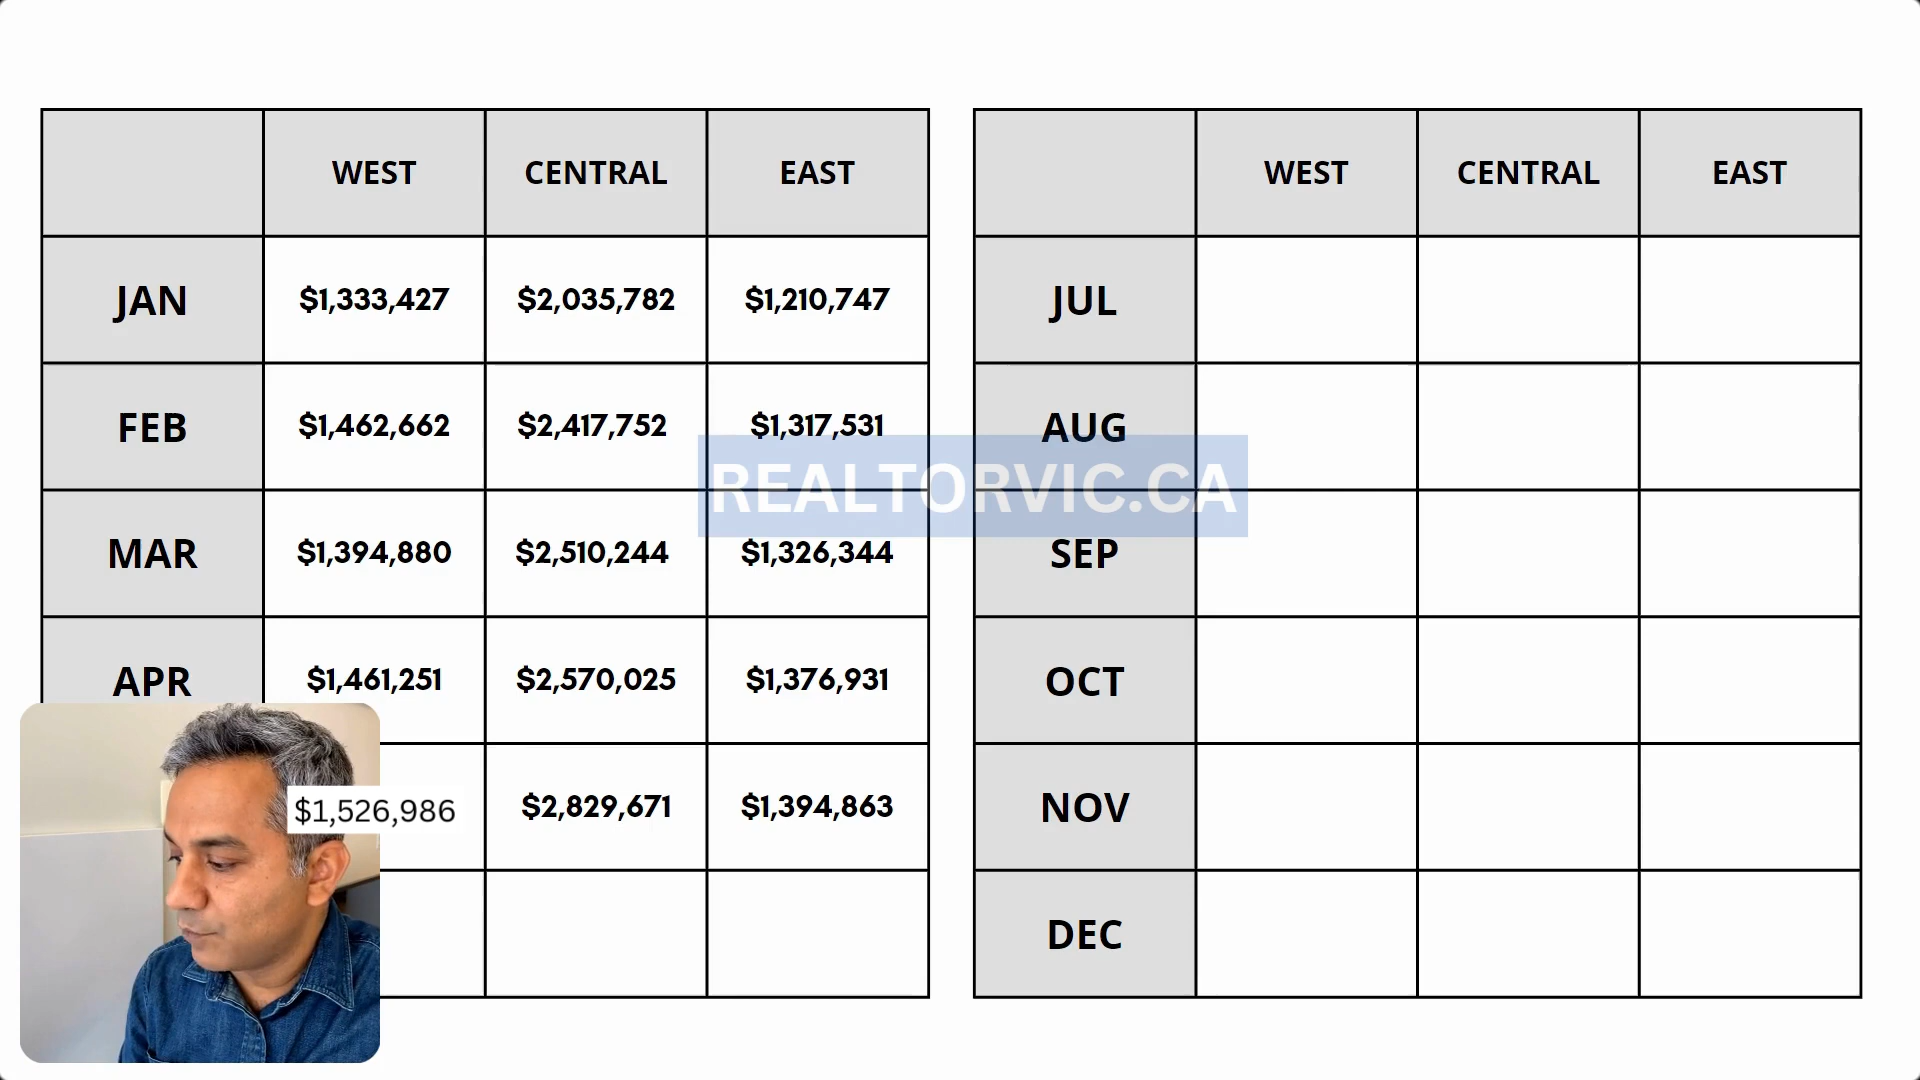 WEST CENTRAL EAST
JAN $1,333,427 $2,035,782 $1,210,747
FEB $1,462,662 $2,417,752 $1,317,531
MAR $1,394,880 $2,510,244 $1,326,344
APR $1,461,251 $2,570,025 $1,376,931
$1,526,986 $2,829,671 $1,394,863
WEST CENTRAL EAST
JUL
AUG
SEP
OCT
NOV
DEC
REALTORVIC.CA